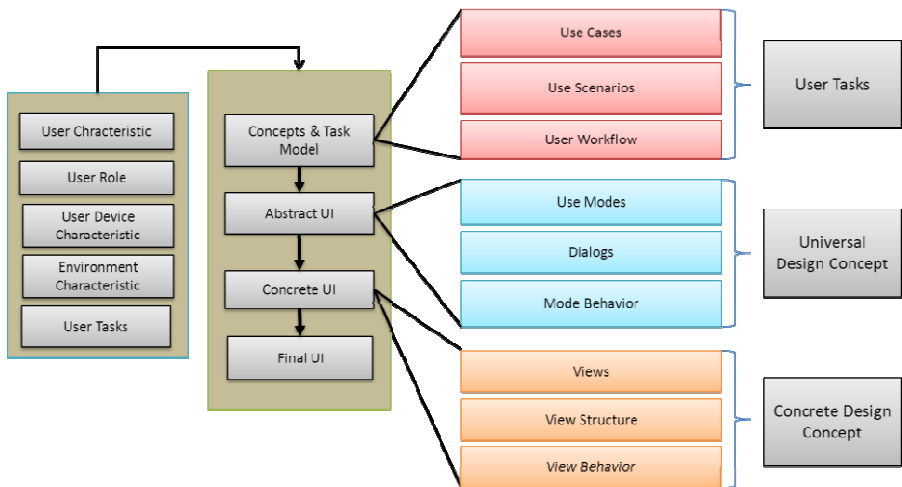 User Chracteristic
User Role
User Device
Characteristic
Environment
Characteristic
User Tasks
Concepts & Task
Model
Abstract UI
Concrete UI
Final UI
Use Cases
Use Scenarios
User Workflow
Use Modes
Dialogs
Mode Behavior
Views
View Structure
View Behavior
User Tasks
Universal
Design Concept
Concrete Design
Concept